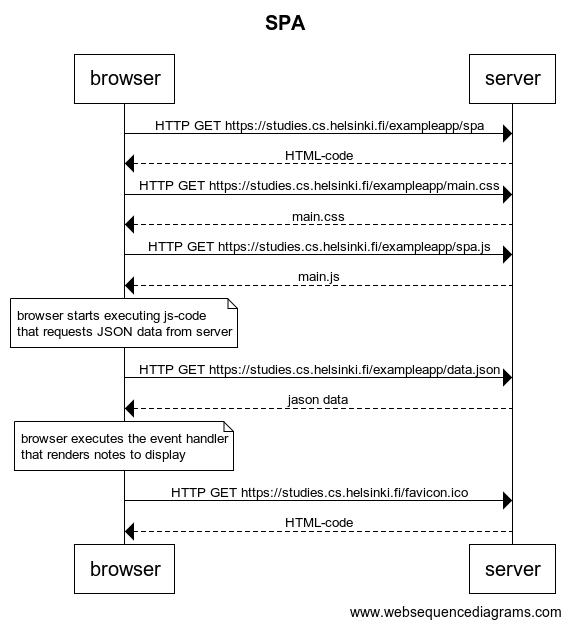 SPA
browser
server
HTTP GET https://studies.cs.helsinki.fi/exampleapp/spa
HTML-code
HTTP GET https://studies.cs.helsinki.fi/exampleapp/main.css
main.css
HTTP GET https://studies.cs.helsinki.fi/exampleapp/spa.js
main.js
browser starts executing js-code
that requests JSON data from server
HTTP GET https://studies.cs.helsinki.fi/exampleapp/data.json
jason data
browser executes the event handler
that renders notes to display
HTTP GET https://studies.cs.helsinki.fi/favicon.ico
HTML-code
browser
server
www.websequencediagrams.com